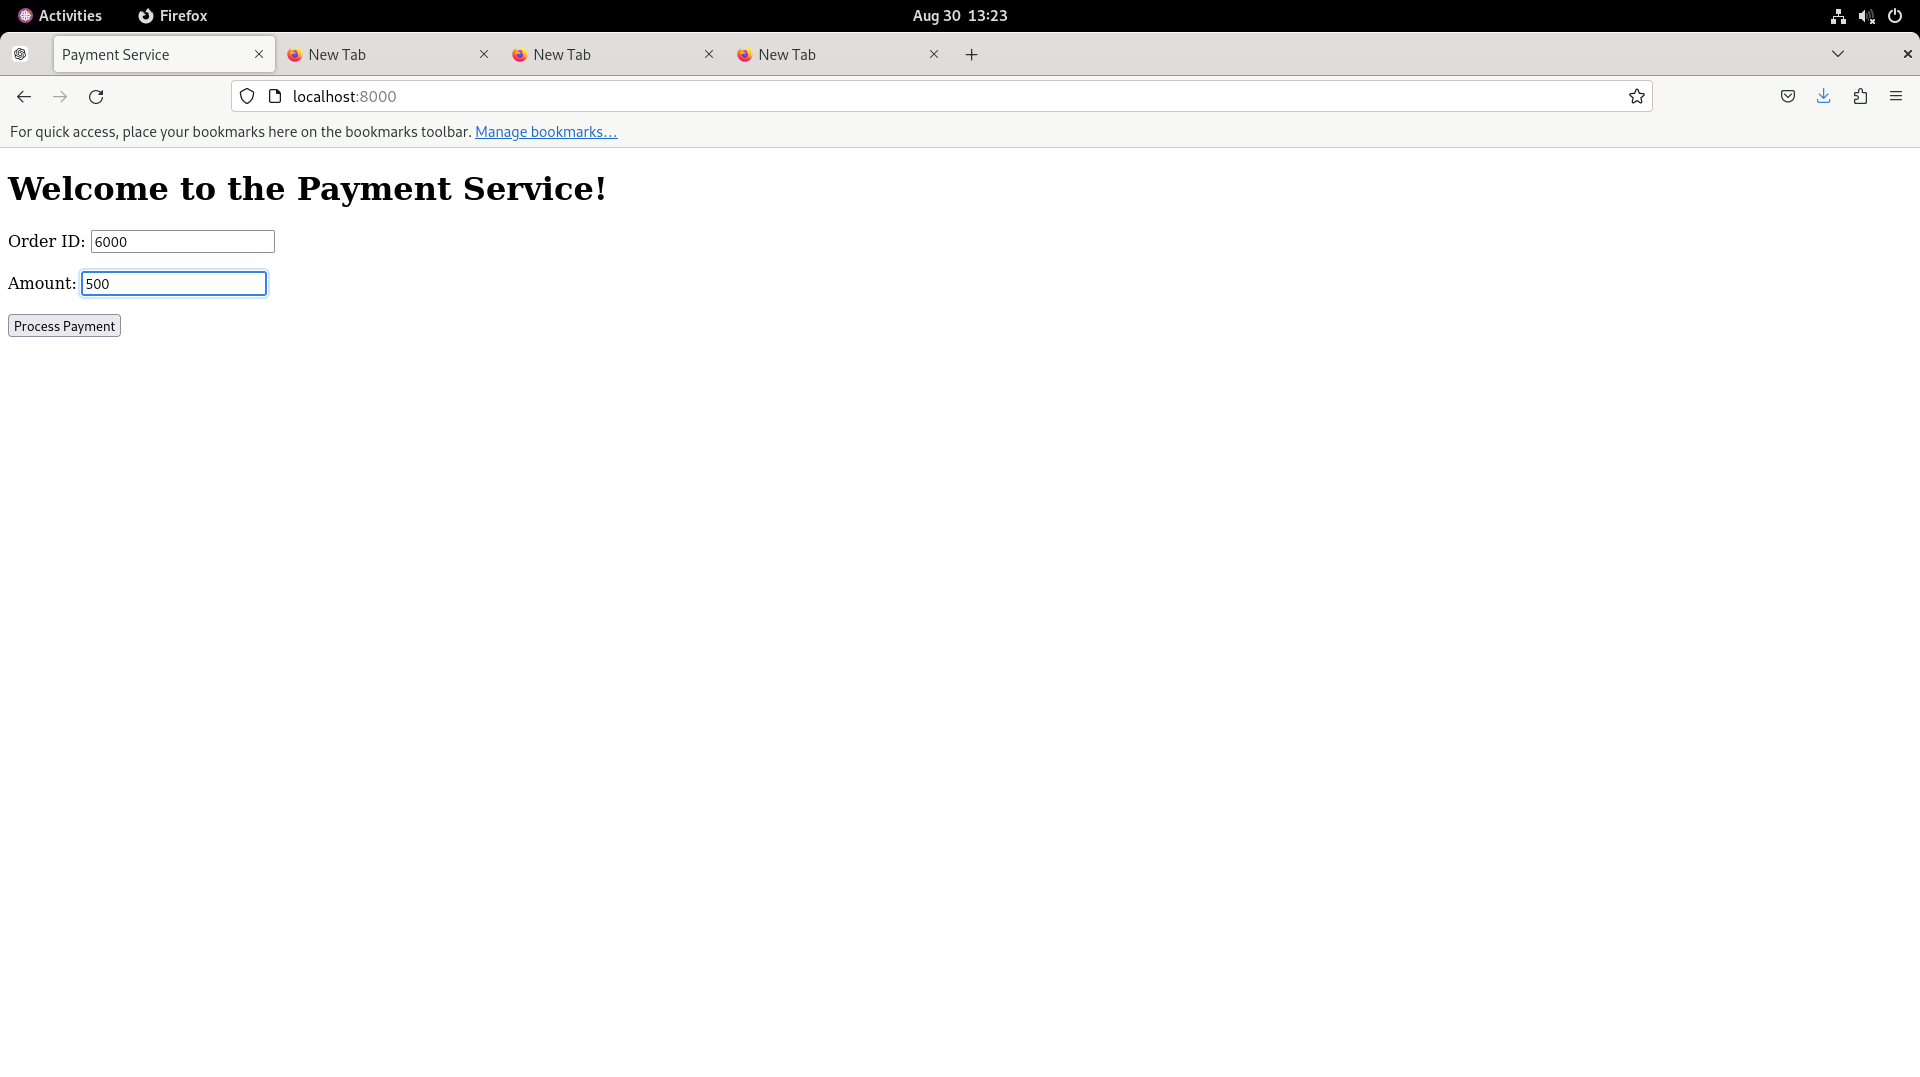 Activities Firefox Aug 30 13:23
Payment Service New Tab New Tab New Tab
localhost:8000
For quick access, place your bookmarks here on the bookmarks toolbar. Manage bookmarks...
Welcome to the Payment Service!
Order ID: 6000
Amount: 500
Process Payment